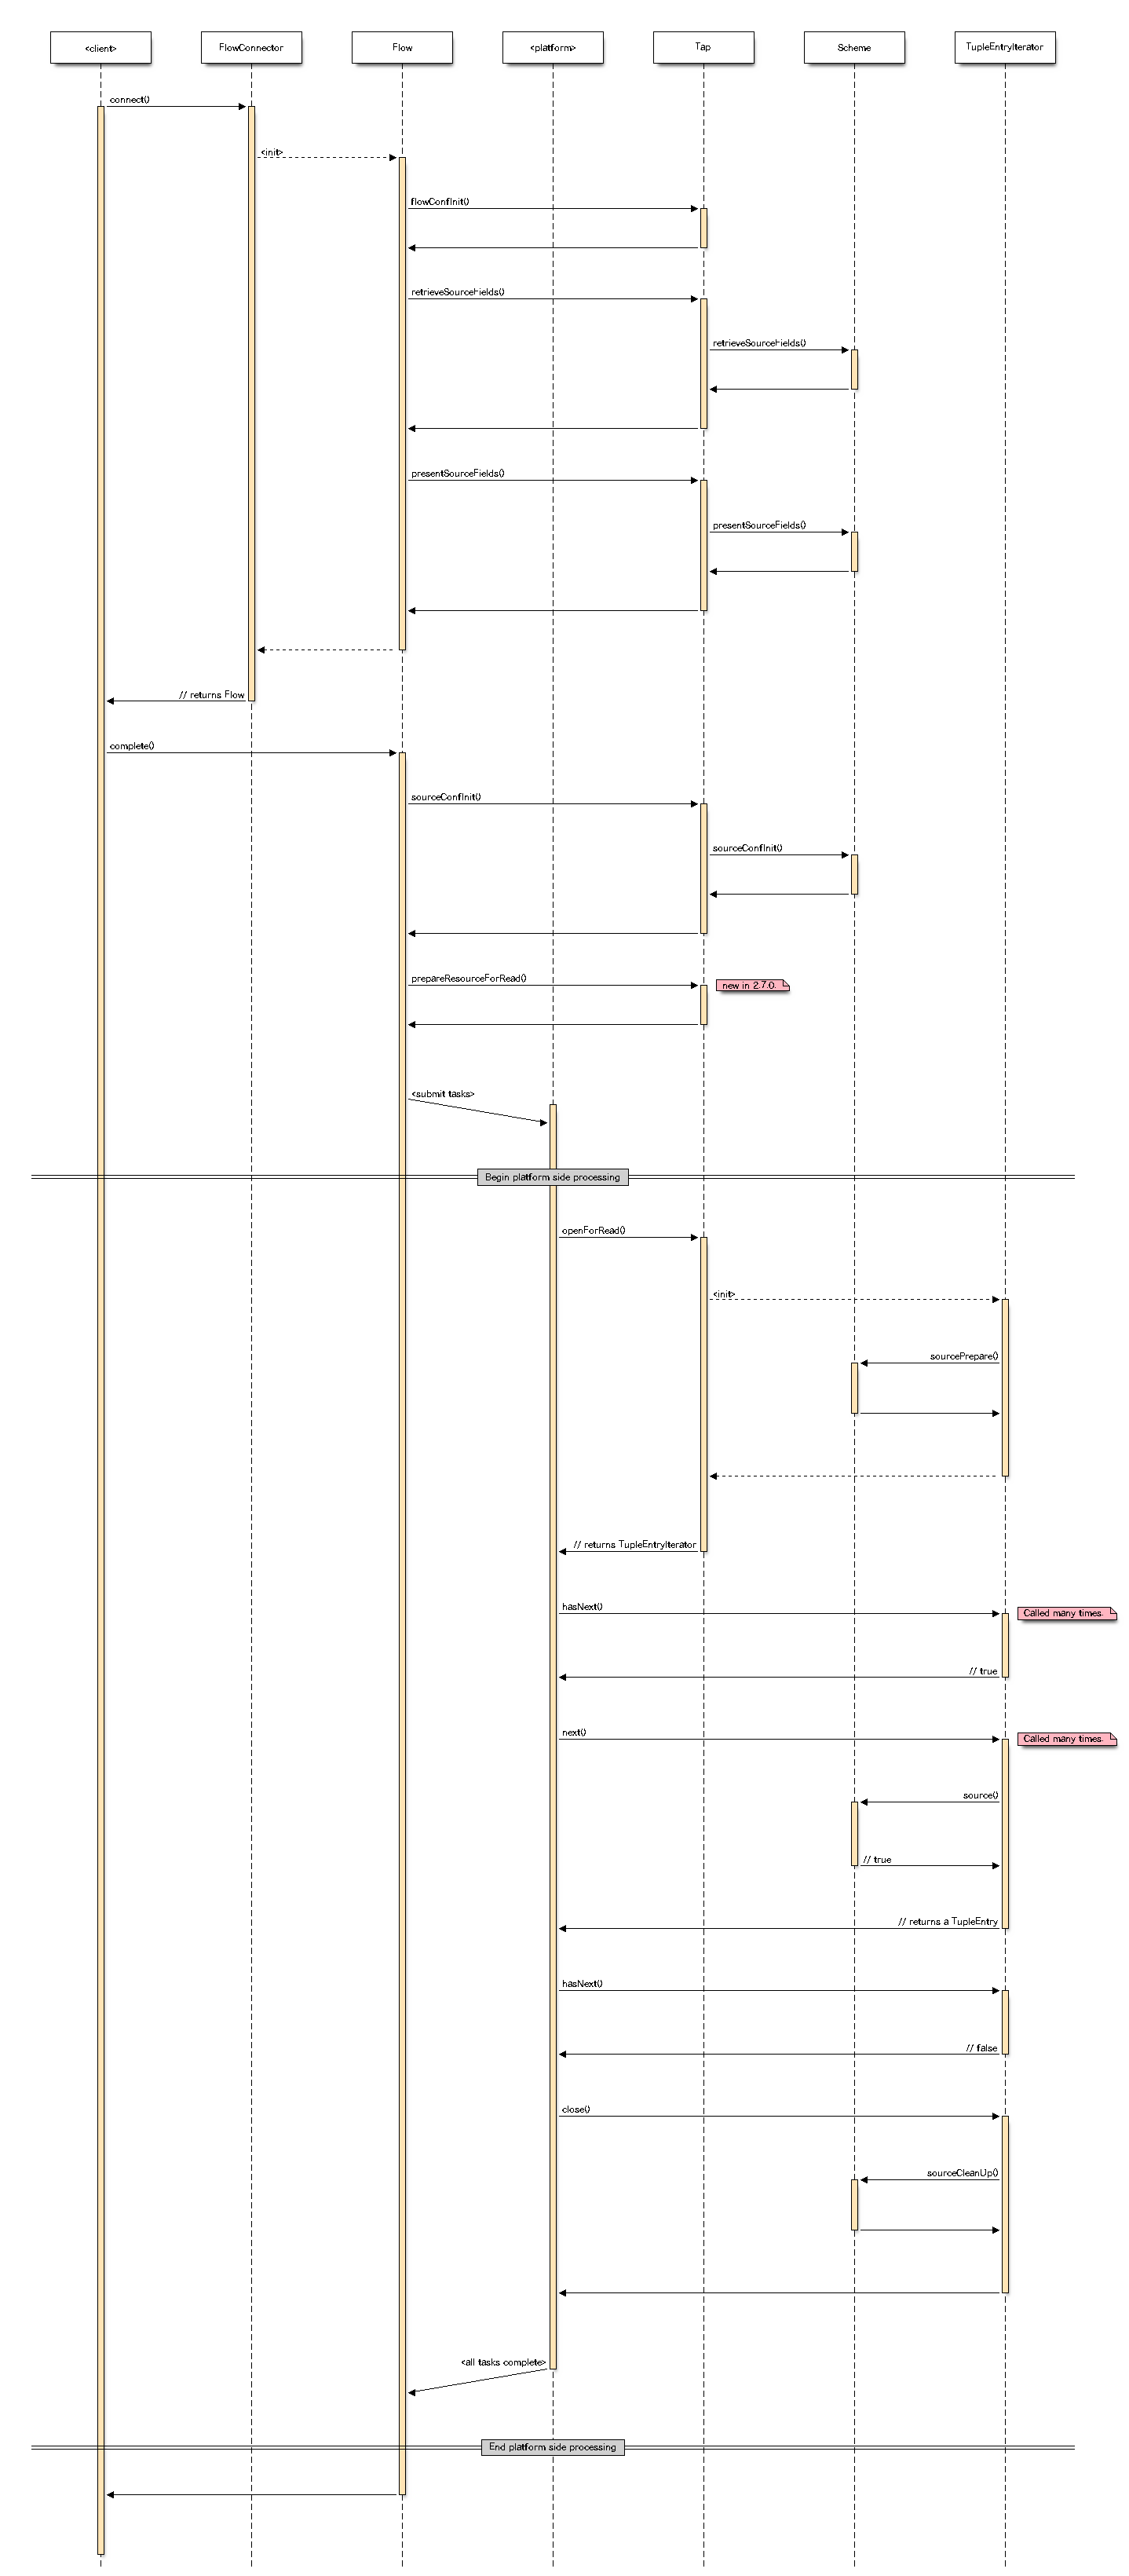 <client>
FlowConnector
Flow
<platform>
Tap
Scheme
TupleEntryIterator
connect()
<init>
flowConfInit()
retrieveSourceFields()
retrieveSourceFields()
presentSourceFields()
presentSourceFields()
// returns Flow
complete()
sourceConfInit()
sourceConfInit()
prepareResourceForRead()
new in 2.7.0.
<submit tasks>
Begin platform side processing
openForRead()
<init>
sourcePrepare()
// returns TupleEntryIterator
hasNext()
Called many times.
// true
next()
Called many times.
source()
// true
// returns a TupleEntry
hasNext()
// false
close()
sourceCleanUp()
<all tasks complete>
End platform side processing